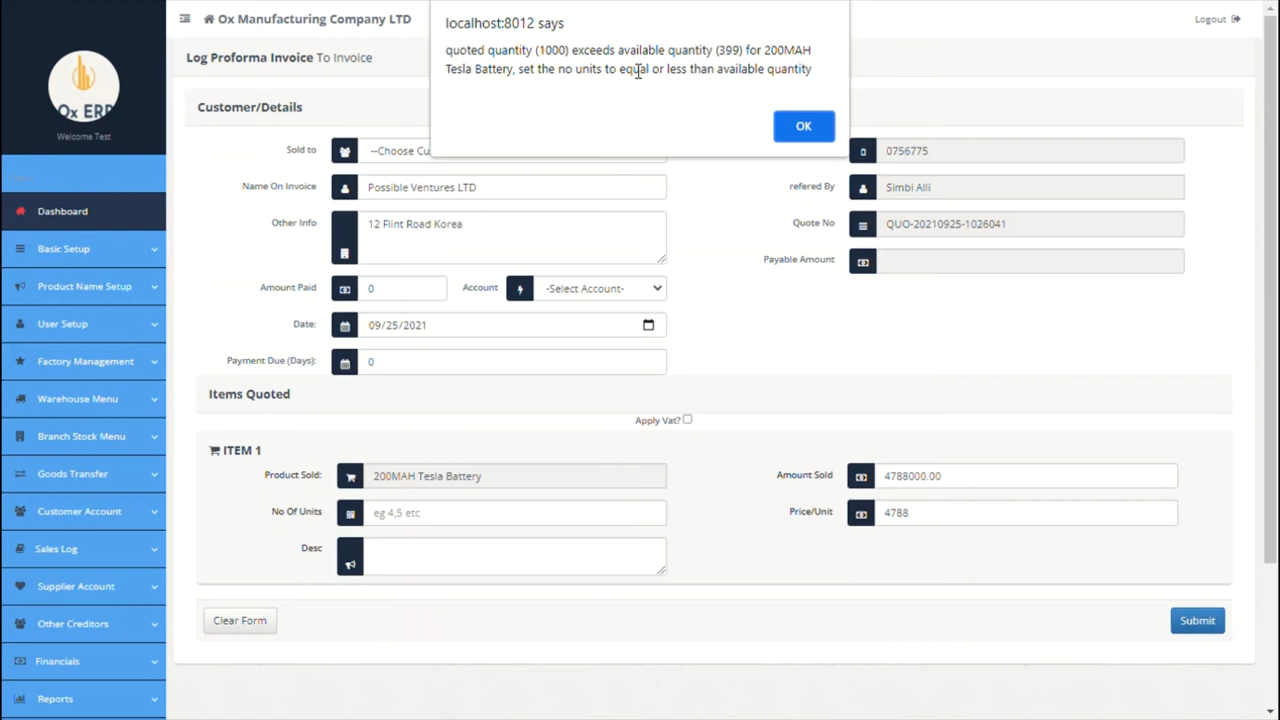 localhost:8012 says
quoted quantity (1000) exceeds available quantity (399) for 200MAH
Tesla Battery, set the no units to equal or less than available quantity
OK
Ox Manufacturing Company LTD
Logout
Ox ERP
Welcome Test
Dashboard
Basic Setup
Product Name Setup
User Setup
Factory Management
Warehouse Menu
Branch Stock Menu
Goods Transfer
Customer Account
Sales Log
Supplier Account
Other Creditors
Financials
Reports
Log Proforma Invoice To Invoice
Customer/Details
Sold to --Choose Cu
0756775
Name On Invoice Possible Ventures LTD
refered By Simbi Alli
Other Info 12 Flint Road Korea
Quote No QUO-20210925-1026041
Payable Amount
Amount Paid 0 Account -Select Account-
Date: 09/25/2021
Payment Due (Days): 0
Items Quoted
Apply Vat?
ITEM 1
Product Sold: 200MAH Tesla Battery
Amount Sold 4788000.00
No Of Units eg 4,5 etc
Price/Unit 4788
Desc
Clear Form
Submit